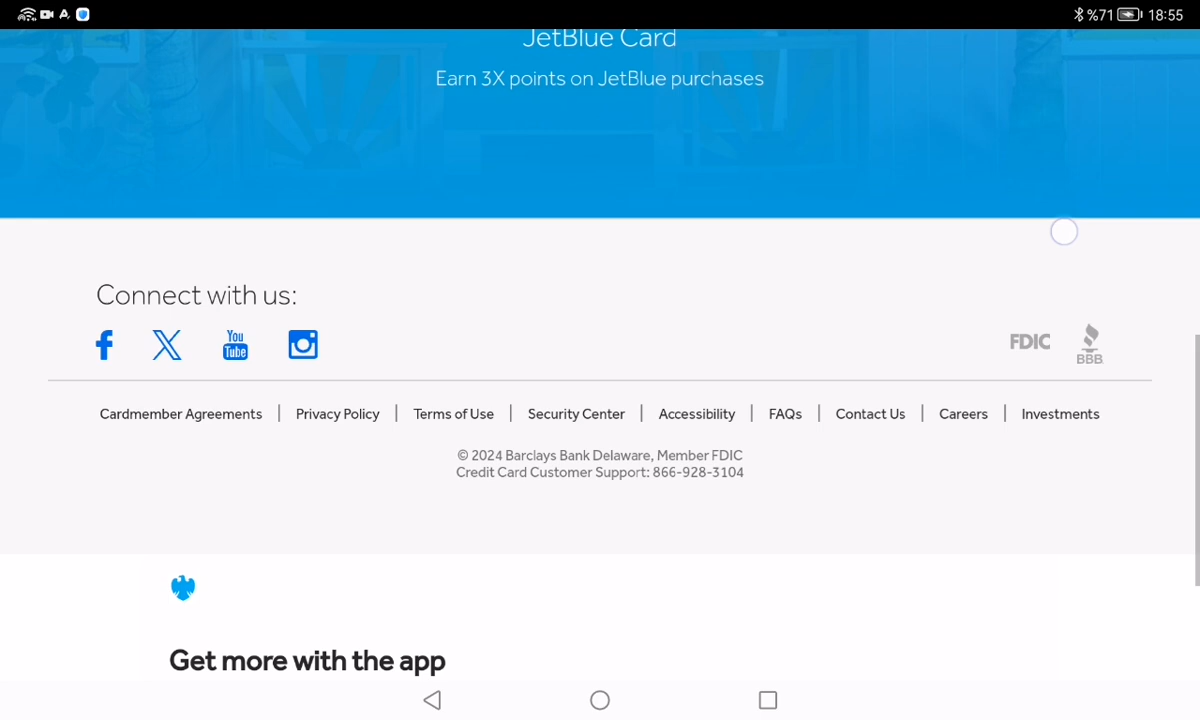 %71 18:55
JetBlue Card
Earn 3X points on JetBlue purchases
Connect with us:
You Tube
FDIC
BBB
Cardmember Agreements | Privacy Policy | Terms of Use | Security Center | Accessibility | FAQs | Contact Us | Careers | Investments
© 2024 Barclays Bank Delaware, Member FDIC
Credit Card Customer Support: 866-928-3104
Get more with the app